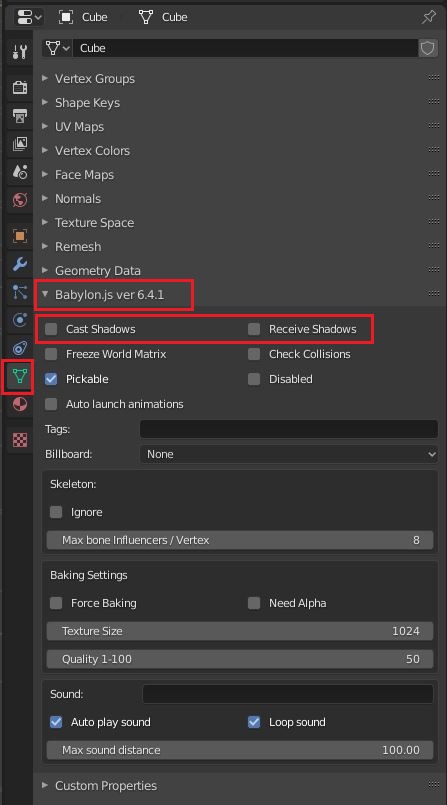 Cube Cube
Cube
Vertex Groups
Shape Keys
UV Maps
Vertex Colors
Face Maps
Normals
Texture Space
Remesh
Geometry Data
Babylon.js ver 6.4.1
Cast Shadows Receive Shadows
Freeze World Matrix Check Collisions
Pickable Disabled
Auto launch animations
Tags:
Billboard: None
Skeleton:
Ignore
Max bone Influencers / Vertex 8
Baking Settings
Force Baking Need Alpha
Texture Size 1024
Quality 1-100 50
Sound:
Auto play sound Loop sound
Max sound distance 100.00
Custom Properties